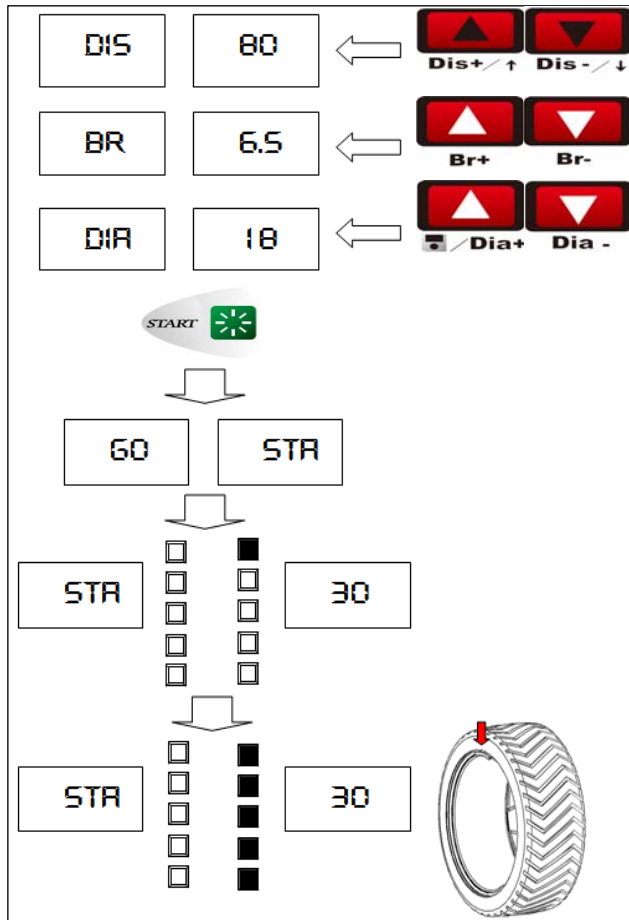 DIS 80
Dis+/↑ Dis-/↓
BR 6.5
Br+ Br-
DIA 18
/Dia+ Dia -
START
GO STA
STA 30
STA 30